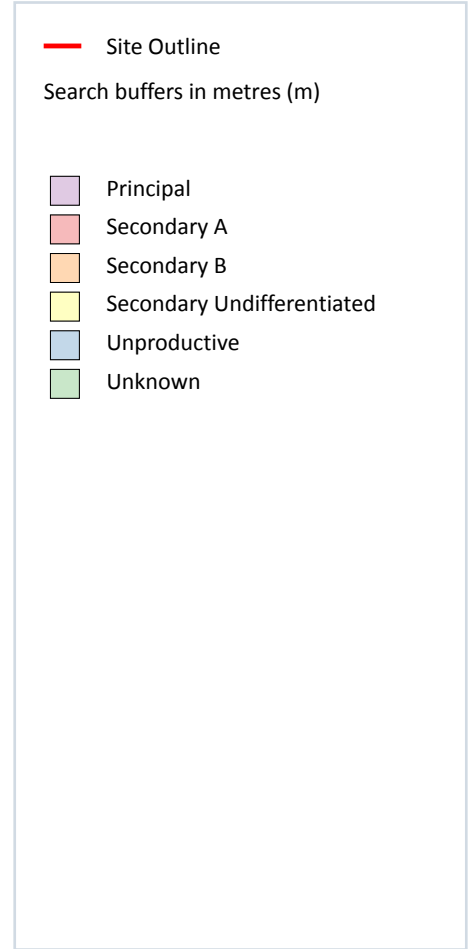 Site Outline
Search buffers in metres (m)
Principal
Secondary A
Secondary B
Secondary Undifferentiated
Unproductive
Unknown